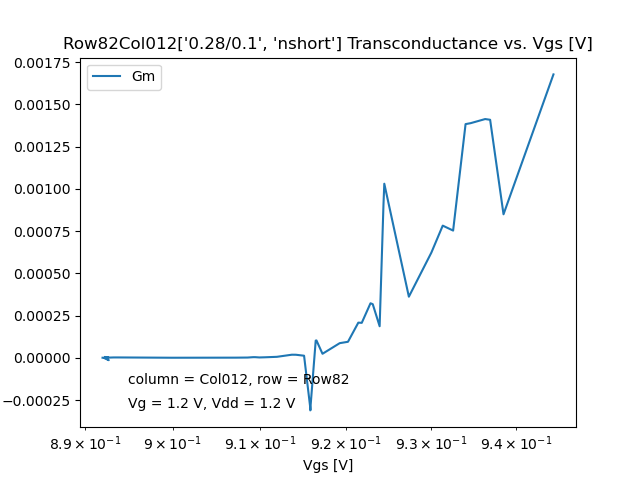 Row82Col012['0.28/0.1', 'nshort'] Transconductance vs. Vgs [V]
Gm
0.00175
0.00150
0.00125
0.00100
0.00075
0.00050
0.00025
0.00000
−0.00025
column = Col012, row = Row82
Vg = 1.2 V, Vdd = 1.2 V
8.9 × 10⁻¹ 9 × 10⁻¹ 9.1 × 10⁻¹ 9.2 × 10⁻¹ 9.3 × 10⁻¹ 9.4 × 10⁻¹
Vgs [V]